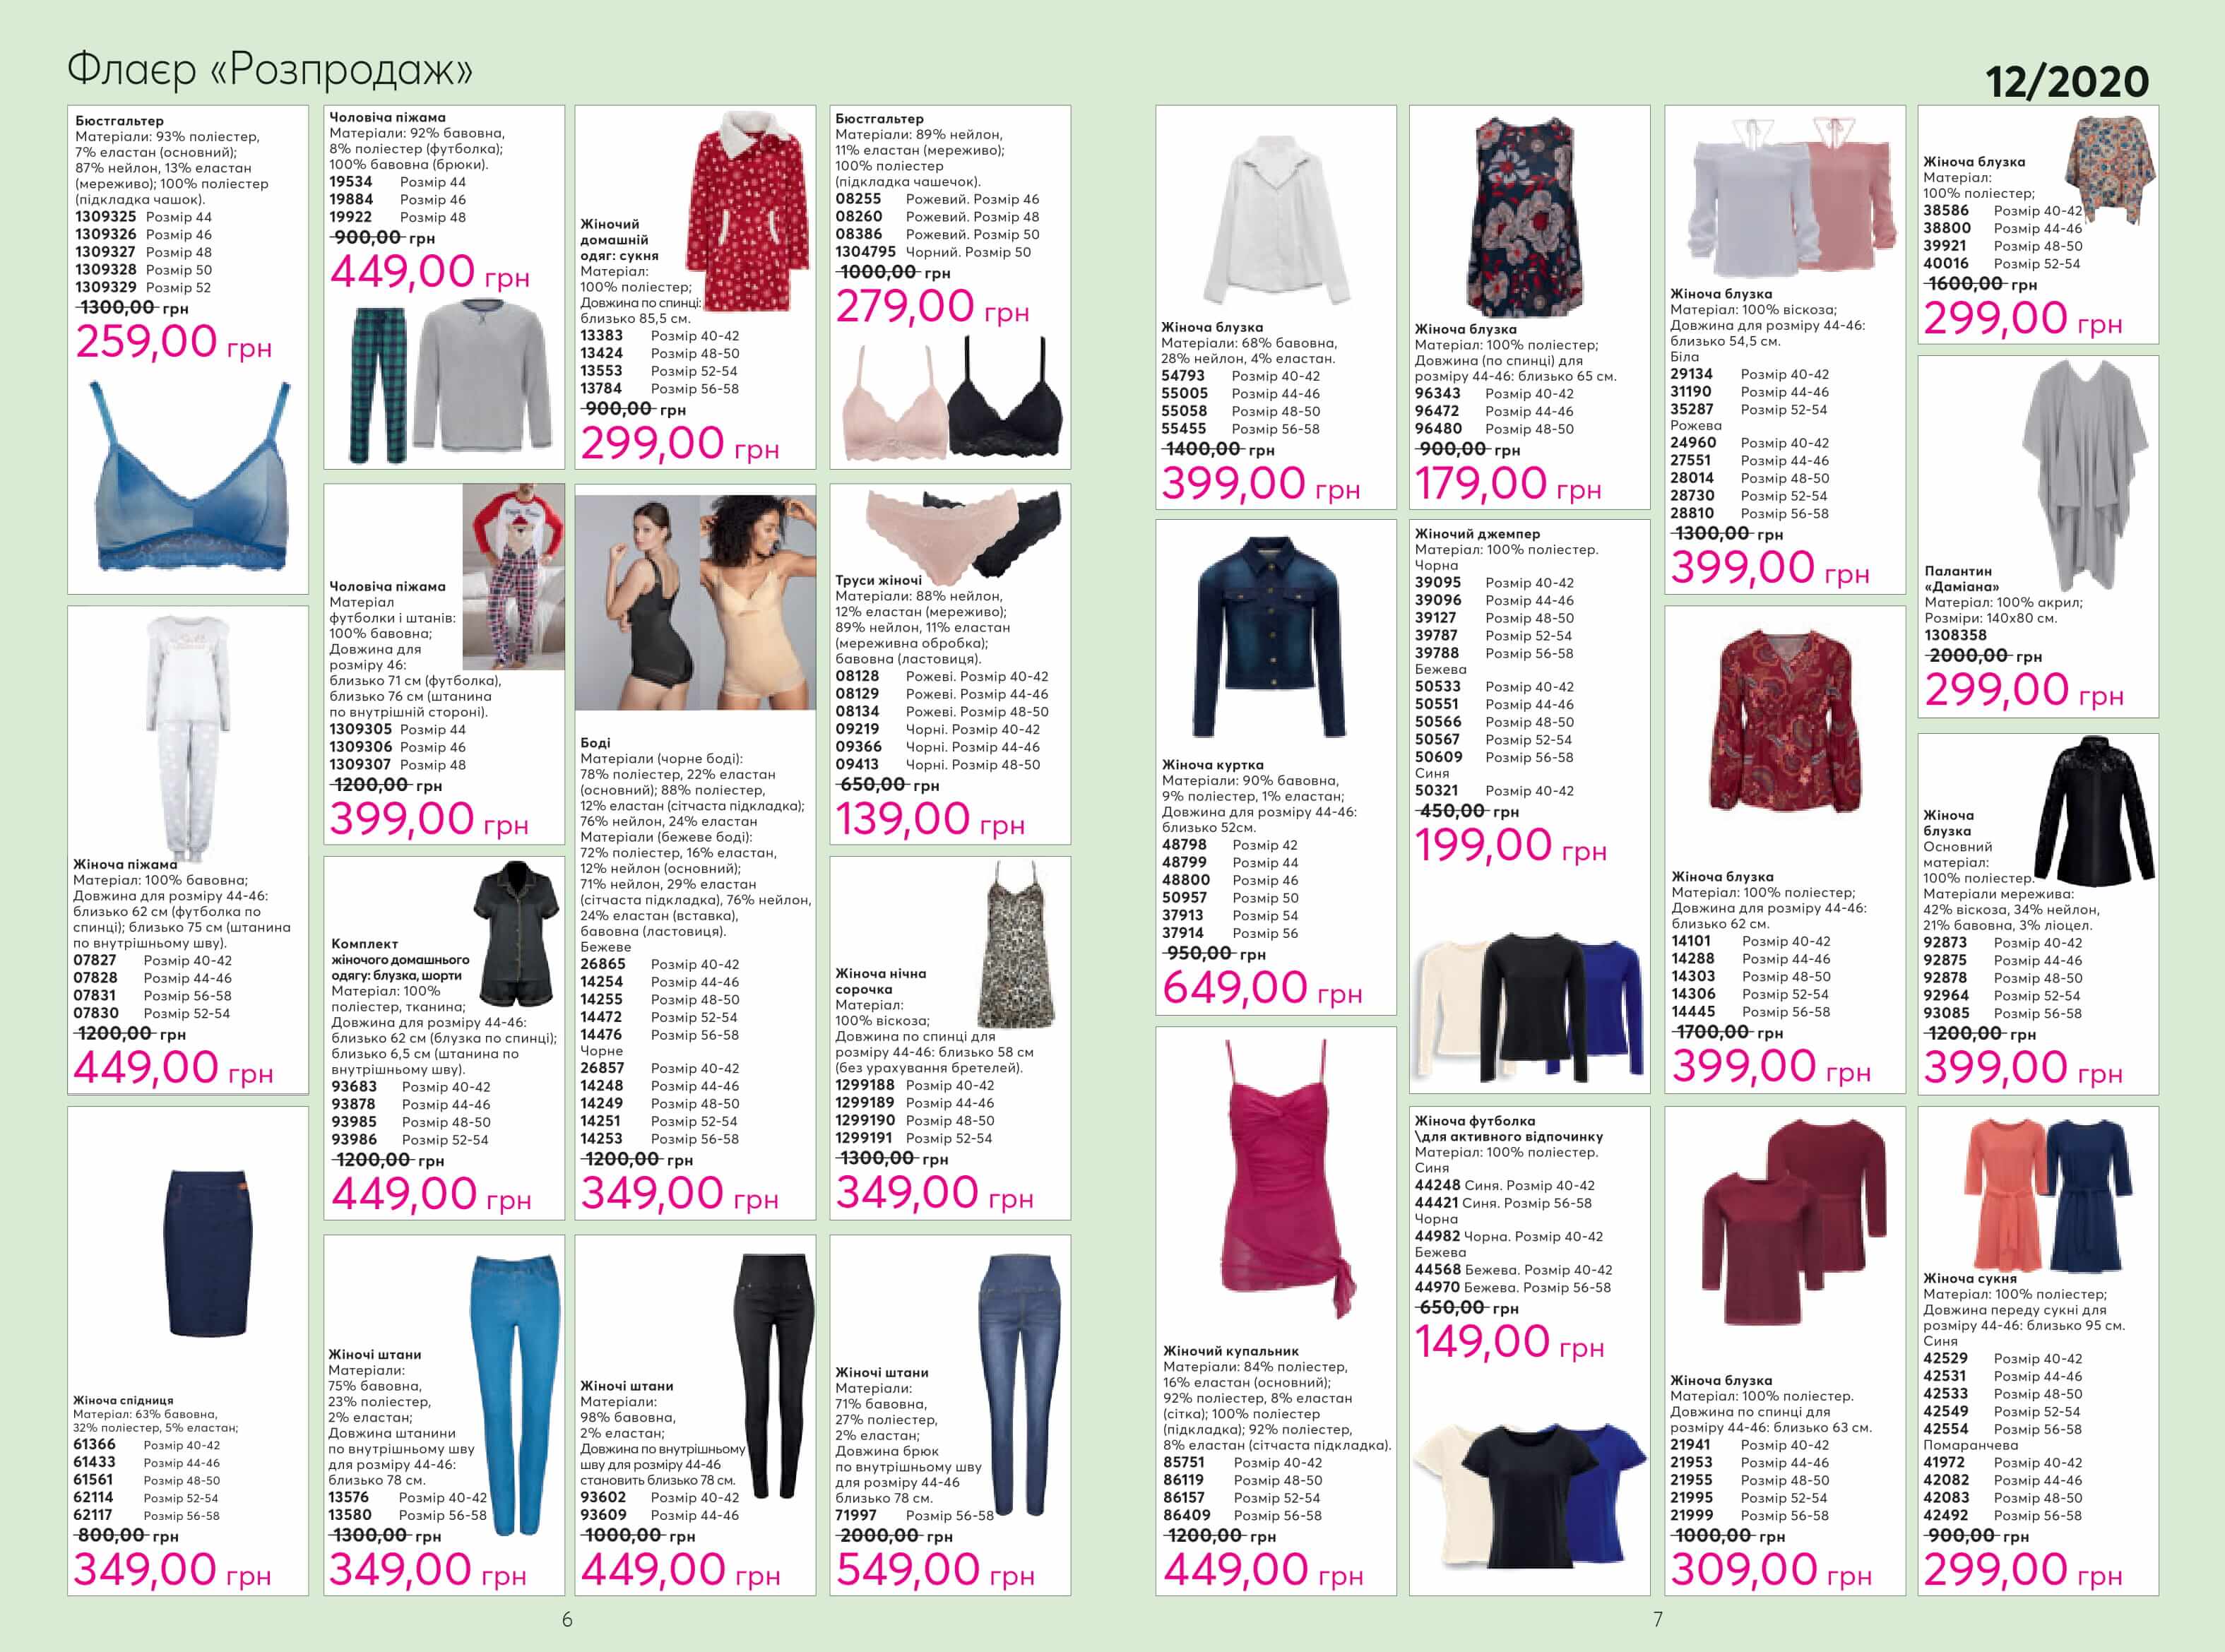 Флаєр «Розпродаж»
12/2020
Бюстгальтер
Матеріали: 93% поліестер,
7% еластан (основний);
87% нейлон, 13% еластан
(мереживо); 100% поліестер
(підкладка чашок).
1309325 Розмір 44
1309326 Розмір 46
1309327 Розмір 48
1309328 Розмір 50
1309329 Розмір 52
1300,00 грн
259,00 грн
Жіноча піжама
Матеріал: 100% бавовна;
Довжина для розміру 44-46:
близько 62 см (футболка по
спинці); близько 75 см (штанина
по внутрішньому шву).
07827 Розмір 40-42
07828 Розмір 44-46
07831 Розмір 56-58
07830 Розмір 52-54
1200,00 грн
449,00 грн
Жіноча спідниця
Матеріал: 63% бавовна,
32% поліестер, 5% еластан;
61366 Розмір 40-42
61433 Розмір 44-46
61561 Розмір 48-50
62114 Розмір 52-54
62117 Розмір 56-58
800,00 грн
349,00 грн
Чоловіча піжама
Матеріали: 92% бавовна,
8% поліестер (футболка);
100% бавовна (брюки).
19534 Розмір 44
19884 Розмір 46
19922 Розмір 48
900,00 грн
449,00 грн
Чоловіча піжама
Матеріал
футболки і штанів:
100% бавовна;
Довжина для
розміру 46:
близько 71 см (футболка),
близько 76 см (штанина
по внутрішній стороні).
1309305 Розмір 44
1309306 Розмір 46
1309307 Розмір 48
1200,00 грн
399,00 грн
Комплект
жіночого домашнього
одягу: блузка, шорти
Матеріал: 100%
поліестер, тканина;
Довжина для розміру 44-46:
близько 62 см (блузка по спинці);
близько 6,5 см (штанина по
внутрішньому шву).
93683 Розмір 40-42
93878 Розмір 44-46
93985 Розмір 48-50
93986 Розмір 52-54
1200,00 грн
449,00 грн
Жіночі штани
Матеріали:
75% бавовна,
23% поліестер,
2% еластан;
Довжина штанини
по внутрішньому шву
для розміру 44-46:
близько 78 см.
13576 Розмір 40-42
13580 Розмір 56-58
1300,00 грн
349,00 грн
Жіночий
домашній
одяг: сукня
Матеріал:
100% поліестер;
Довжина по спинці:
близько 85,5 см.
13383 Розмір 40-42
13424 Розмір 48-50
13553 Розмір 52-54
13784 Розмір 56-58
900,00 грн
299,00 грн
Боді
Матеріали (чорне боді):
78% поліестер, 22% еластан
(основний); 88% поліестер,
12% еластан (сітчаста підкладка);
76% нейлон, 24% еластан
Матеріали (бежеве боді):
72% поліестер, 16% еластан,
12% нейлон (основний);
71% нейлон, 29% еластан
(сітчаста підкладка), 76% нейлон,
24% еластан (вставка),
бавовна (ластовиця).
Бежеве
26865 Розмір 40-42
14254 Розмір 44-46
14255 Розмір 48-50
14472 Розмір 52-54
14476 Розмір 56-58
Чорне
26857 Розмір 40-42
14248 Розмір 44-46
14249 Розмір 48-50
14251 Розмір 52-54
14253 Розмір 56-58
1200,00 грн
349,00 грн
Жіночі штани
Матеріали:
98% бавовна,
2% еластан;
Довжина по внутрішньому
шву для розміру 44-46
становить близько 78 см.
93602 Розмір 40-42
93609 Розмір 44-46
1000,00 грн
449,00 грн
Бюстгальтер
Матеріали: 89% нейлон,
11% еластан (мереживо);
100% поліестер
(підкладка чашечок).
08255 Рожевий. Розмір 46
08260 Рожевий. Розмір 48
08386 Рожевий. Розмір 50
1304795 Чорний. Розмір 50
1000,00 грн
279,00 грн
Труси жіночі
Матеріали: 88% нейлон,
12% еластан (мереживо);
89% нейлон, 11% еластан
(мереживна обробка);
бавовна (ластовиця).
08128 Рожеві. Розмір 40-42
08129 Рожеві. Розмір 44-46
08134 Рожеві. Розмір 48-50
09219 Чорні. Розмір 40-42
09366 Чорні. Розмір 44-46
09413 Чорні. Розмір 48-50
650,00 грн
139,00 грн
Жіноча нічна
сорочка
Матеріал:
100% віскоза;
Довжина по спинці для
розміру 44-46: близько 58 см
(без урахування бретелей).
1299188 Розмір 40-42
1299189 Розмір 44-46
1299190 Розмір 48-50
1299191 Розмір 52-54
1300,00 грн
349,00 грн
Жіночі штани
Матеріали:
71% бавовна,
27% поліестер,
2% еластан;
Довжина брюк
по внутрішньому шву
для розміру 44-46
близько 78 см.
71997 Розмір 56-58
2000,00 грн
549,00 грн
6
Жіноча блузка
Матеріали: 68% бавовна,
28% нейлон, 4% еластан.
54793 Розмір 40-42
55005 Розмір 44-46
55058 Розмір 48-50
55455 Розмір 56-58
1400,00 грн
399,00 грн
Жіноча куртка
Матеріали: 90% бавовна,
9% поліестер, 1% еластан;
Довжина для розміру 44-46:
близько 52см.
48798 Розмір 42
48799 Розмір 44
48800 Розмір 46
50957 Розмір 50
37913 Розмір 54
37914 Розмір 56
950,00 грн
649,00 грн
Жіночий купальник
Матеріали: 84% поліестер,
16% еластан (основний);
92% поліестер, 8% еластан
(сітка); 100% поліестер
(підкладка); 92% поліестер,
8% еластан (сітчаста підкладка).
85751 Розмір 40-42
86119 Розмір 48-50
86157 Розмір 52-54
86409 Розмір 56-58
1200,00 грн
449,00 грн
Жіноча блузка
Матеріал: 100% поліестер;
Довжина (по спинці) для
розміру 44-46: близько 65 см.
96343 Розмір 40-42
96472 Розмір 44-46
96480 Розмір 48-50
900,00 грн
179,00 грн
Жіночий джемпер
Матеріал: 100% поліестер.
Чорна
39095 Розмір 40-42
39096 Розмір 44-46
39127 Розмір 48-50
39787 Розмір 52-54
39788 Розмір 56-58
Бежева
50533 Розмір 40-42
50551 Розмір 44-46
50566 Розмір 48-50
50567 Розмір 52-54
50609 Розмір 56-58
Синя
50321 Розмір 40-42
450,00 грн
199,00 грн
Жіноча футболка
\для активного відпочинку
Матеріал: 100% поліестер.
Синя
44248 Синя. Розмір 40-42
44421 Синя. Розмір 56-58
Чорна
44982 Чорна. Розмір 40-42
Бежева
44568 Бежева. Розмір 40-42
44970 Бежева. Розмір 56-58
650,00 грн
149,00 грн
Жіноча блузка
Матеріал: 100% віскоза;
Довжина для розміру 44-46:
близько 54,5 см.
Біла
29134 Розмір 40-42
31190 Розмір 44-46
35287 Розмір 52-54
Рожева
24960 Розмір 40-42
27551 Розмір 44-46
28014 Розмір 48-50
28730 Розмір 52-54
28810 Розмір 56-58
1300,00 грн
399,00 грн
Жіноча блузка
Матеріал: 100% поліестер;
Довжина для розміру 44-46:
близько 62 см.
14101 Розмір 40-42
14288 Розмір 44-46
14303 Розмір 48-50
14306 Розмір 52-54
14445 Розмір 56-58
1700,00 грн
399,00 грн
Жіноча блузка
Матеріал: 100% поліестер.
Довжина по спинці для
розміру 44-46: близько 63 см.
21941 Розмір 40-42
21953 Розмір 44-46
21955 Розмір 48-50
21995 Розмір 52-54
21999 Розмір 56-58
1000,00 грн
309,00 грн
Жіноча блузка
Матеріал:
100% поліестер;
38586 Розмір 40-42
38800 Розмір 44-46
39921 Розмір 48-50
40016 Розмір 52-54
1600,00 грн
299,00 грн
Палантин
«Даміана»
Матеріал: 100% акрил;
Розміри: 140x80 см.
1308358
2000,00 грн
299,00 грн
Жіноча
блузка
Основний
матеріал:
100% поліестер.
Матеріали мережива:
42% віскоза, 34% нейлон,
21% бавовна, 3% ліоцел.
92873 Розмір 40-42
92875 Розмір 44-46
92878 Розмір 48-50
92964 Розмір 52-54
93085 Розмір 56-58
1200,00 грн
399,00 грн
Жіноча сукня
Матеріал: 100% поліестер;
Довжина переду сукні для
розміру 44-46: близько 95 см.
Синя
42529 Розмір 40-42
42531 Розмір 44-46
42533 Розмір 48-50
42549 Розмір 52-54
42554 Розмір 56-58
Помаранчева
41972 Розмір 40-42
42082 Розмір 44-46
42083 Розмір 48-50
42492 Розмір 56-58
900,00 грн
299,00 грн
7